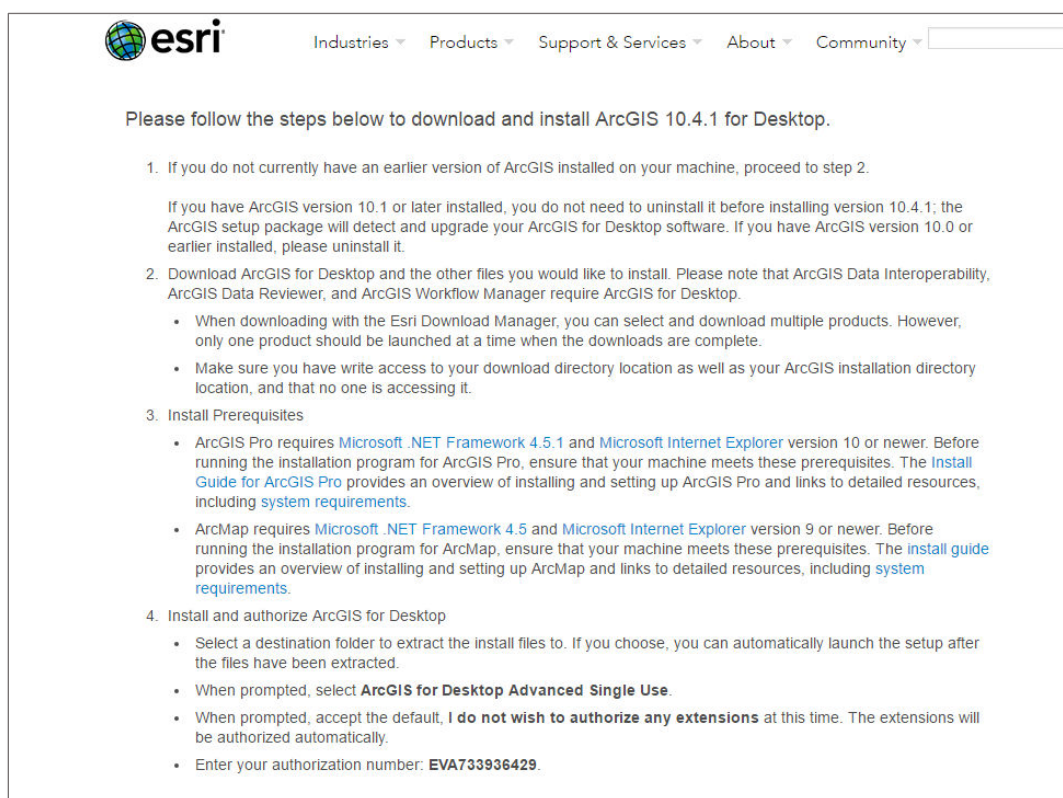 esri
Industries Products Support & Services About Community
Please follow the steps below to download and install ArcGIS 10.4.1 for Desktop.
1. If you do not currently have an earlier version of ArcGIS installed on your machine, proceed to step 2.
If you have ArcGIS version 10.1 or later installed, you do not need to uninstall it before installing version 10.4.1; the
ArcGIS setup package will detect and upgrade your ArcGIS for Desktop software. If you have ArcGIS version 10.0 or
earlier installed, please uninstall it.
2. Download ArcGIS for Desktop and the other files you would like to install. Please note that ArcGIS Data Interoperability,
ArcGIS Data Reviewer, and ArcGIS Workflow Manager require ArcGIS for Desktop.
• When downloading with the Esri Download Manager, you can select and download multiple products. However,
only one product should be launched at a time when the downloads are complete.
• Make sure you have write access to your download directory location as well as your ArcGIS installation directory
location, and that no one is accessing it.
3. Install Prerequisites
• ArcGIS Pro requires Microsoft .NET Framework 4.5.1 and Microsoft Internet Explorer version 10 or newer. Before
running the installation program for ArcGIS Pro, ensure that your machine meets these prerequisites. The Install
Guide for ArcGIS Pro provides an overview of installing and setting up ArcGIS Pro and links to detailed resources,
including system requirements.
• ArcMap requires Microsoft .NET Framework 4.5 and Microsoft Internet Explorer version 9 or newer. Before
running the installation program for ArcMap, ensure that your machine meets these prerequisites. The install guide
provides an overview of installing and setting up ArcMap and links to detailed resources, including system
requirements.
4. Install and authorize ArcGIS for Desktop
• Select a destination folder to extract the install files to. If you choose, you can automatically launch the setup after
the files have been extracted.
• When prompted, select ArcGIS for Desktop Advanced Single Use.
• When prompted, accept the default, I do not wish to authorize any extensions at this time. The extensions will
be authorized automatically.
• Enter your authorization number: EVA733936429.